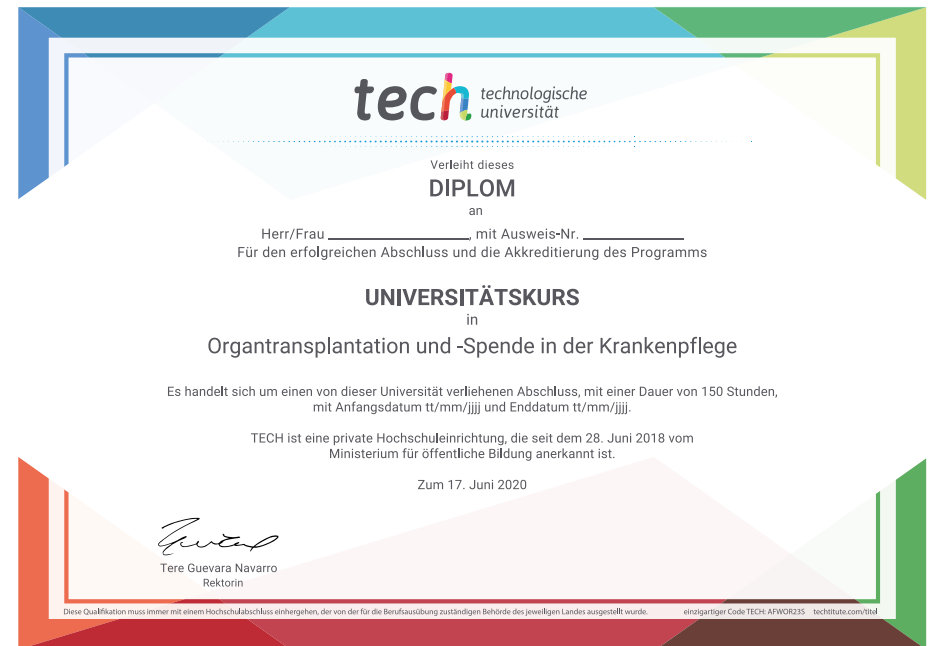 tech technologische
universität
Verleiht dieses
DIPLOM
an
Herr/Frau ____________, mit Ausweis-Nr. ____________
Für den erfolgreichen Abschluss und die Akkreditierung des Programms
UNIVERSITÄTSKURS
in
Organtransplantation und -Spende in der Krankenpflege
Es handelt sich um einen von dieser Universität verliehenen Abschluss, mit einer Dauer von 150 Stunden,
mit Anfangsdatum tt/mm/jjjj und Enddatum tt/mm/jjjj.
TECH ist eine private Hochschuleinrichtung, die seit dem 28. Juni 2018 vom
Ministerium für öffentliche Bildung anerkannt ist.
Zum 17. Juni 2020
Tere Guevara Navarro
Rektorin
Diese Qualifikation muss immer mit einem Hochschulabschluss einhergehen, der von der für die Berufsausübung zuständigen Behörde des jeweiligen Landes ausgestellt wurde. einzigartiger Code TECH: AFWOR23S techtitute.com/titel